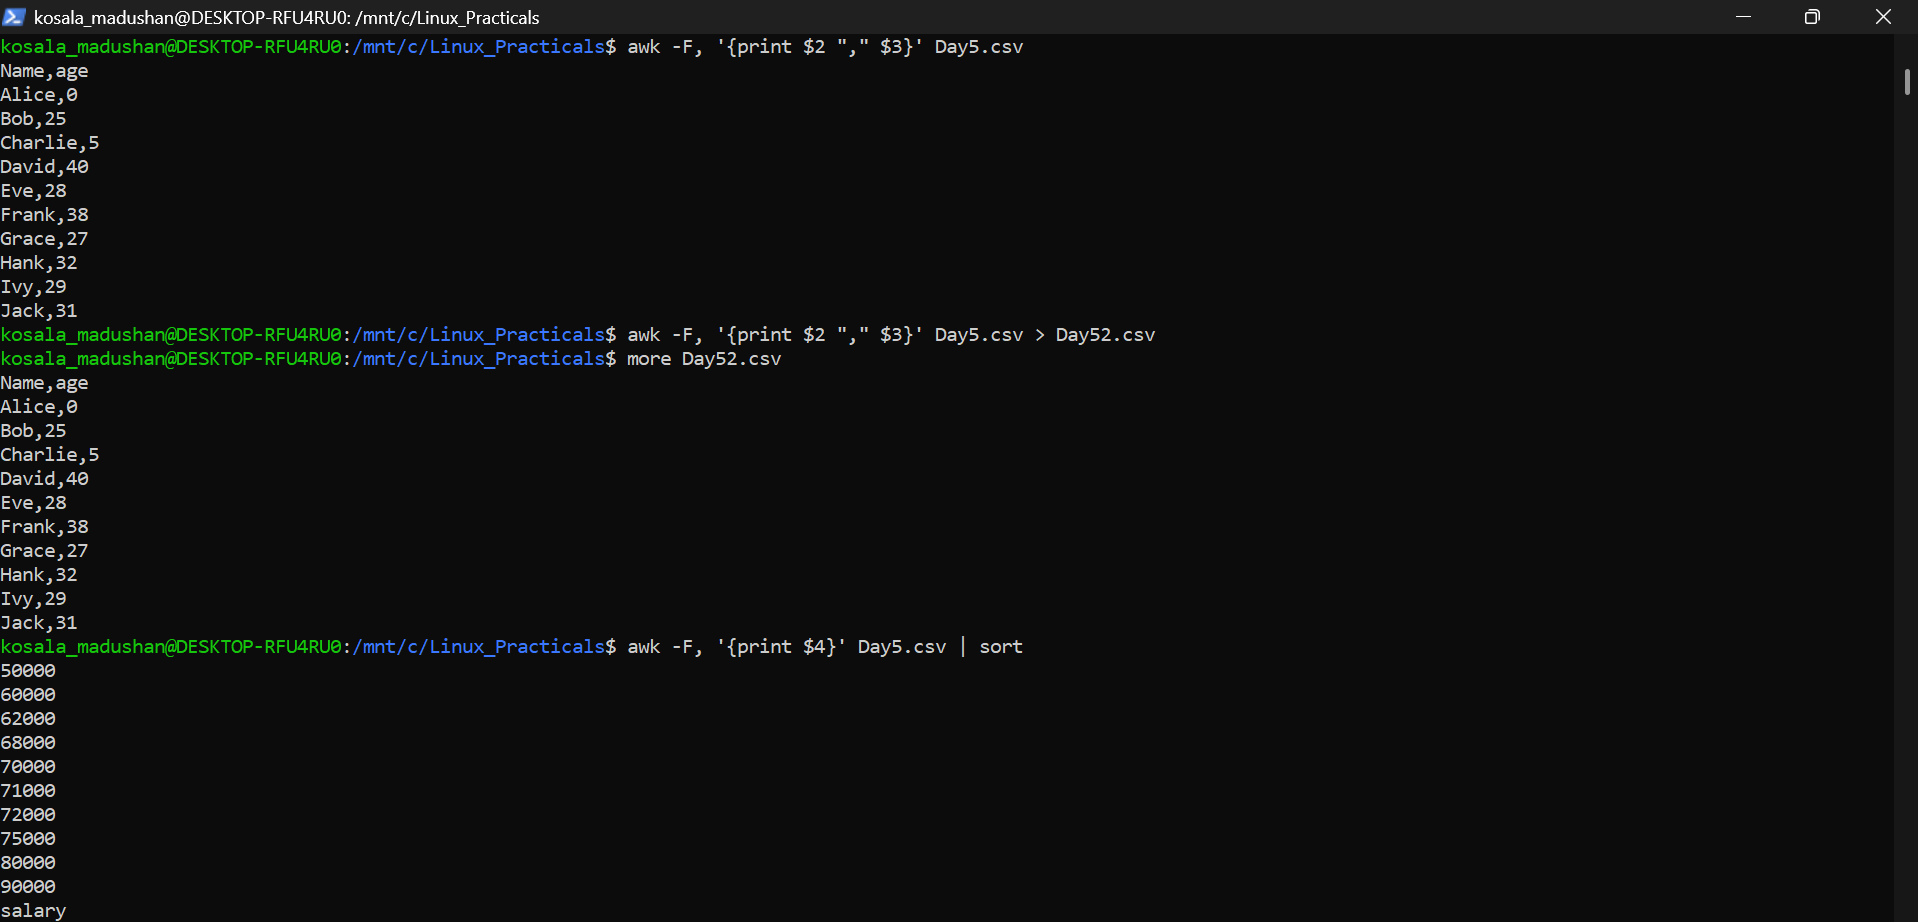 kosala_madushan@DESKTOP-RFU4RU0: /mnt/c/Linux_Practicals
kosala_madushan@DESKTOP-RFU4RU0:/mnt/c/Linux_Practicals$ awk -F, '{print $2 "," $3}' Day5.csv
Name,age
Alice,0
Bob,25
Charlie,5
David,40
Eve,28
Frank,38
Grace,27
Hank,32
Ivy,29
Jack,31
kosala_madushan@DESKTOP-RFU4RU0:/mnt/c/Linux_Practicals$ awk -F, '{print $2 "," $3}' Day5.csv > Day52.csv
kosala_madushan@DESKTOP-RFU4RU0:/mnt/c/Linux_Practicals$ more Day52.csv
Name,age
Alice,0
Bob,25
Charlie,5
David,40
Eve,28
Frank,38
Grace,27
Hank,32
Ivy,29
Jack,31
kosala_madushan@DESKTOP-RFU4RU0:/mnt/c/Linux_Practicals$ awk -F, '{print $4}' Day5.csv | sort
50000
60000
62000
68000
70000
71000
72000
75000
80000
90000
salary